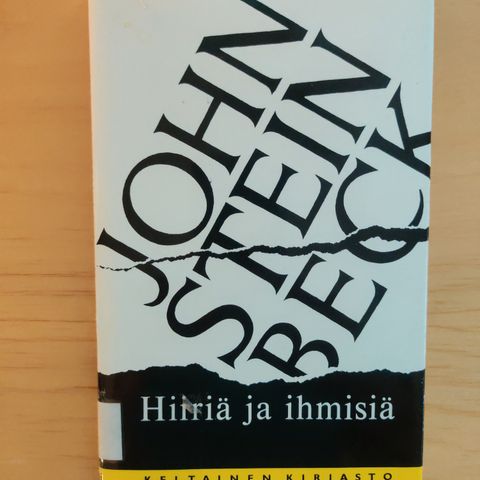 JOHN
STEIN
BECK
Hiiriä ja ihmisiä
KELTAINEN KIRJASTO